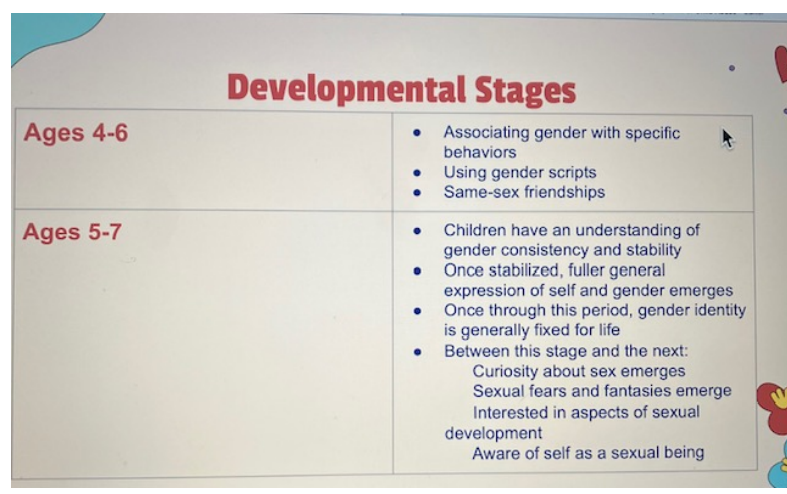 Developmental Stages
Ages 4-6
● Associating gender with specific
behaviors
● Using gender scripts
● Same-sex friendships
Ages 5-7
● Children have an understanding of
gender consistency and stability
● Once stabilized, fuller general
expression of self and gender emerges
● Once through this period, gender identity
is generally fixed for life
● Between this stage and the next:
Curiosity about sex emerges
Sexual fears and fantasies emerge
Interested in aspects of sexual
development
Aware of self as a sexual being